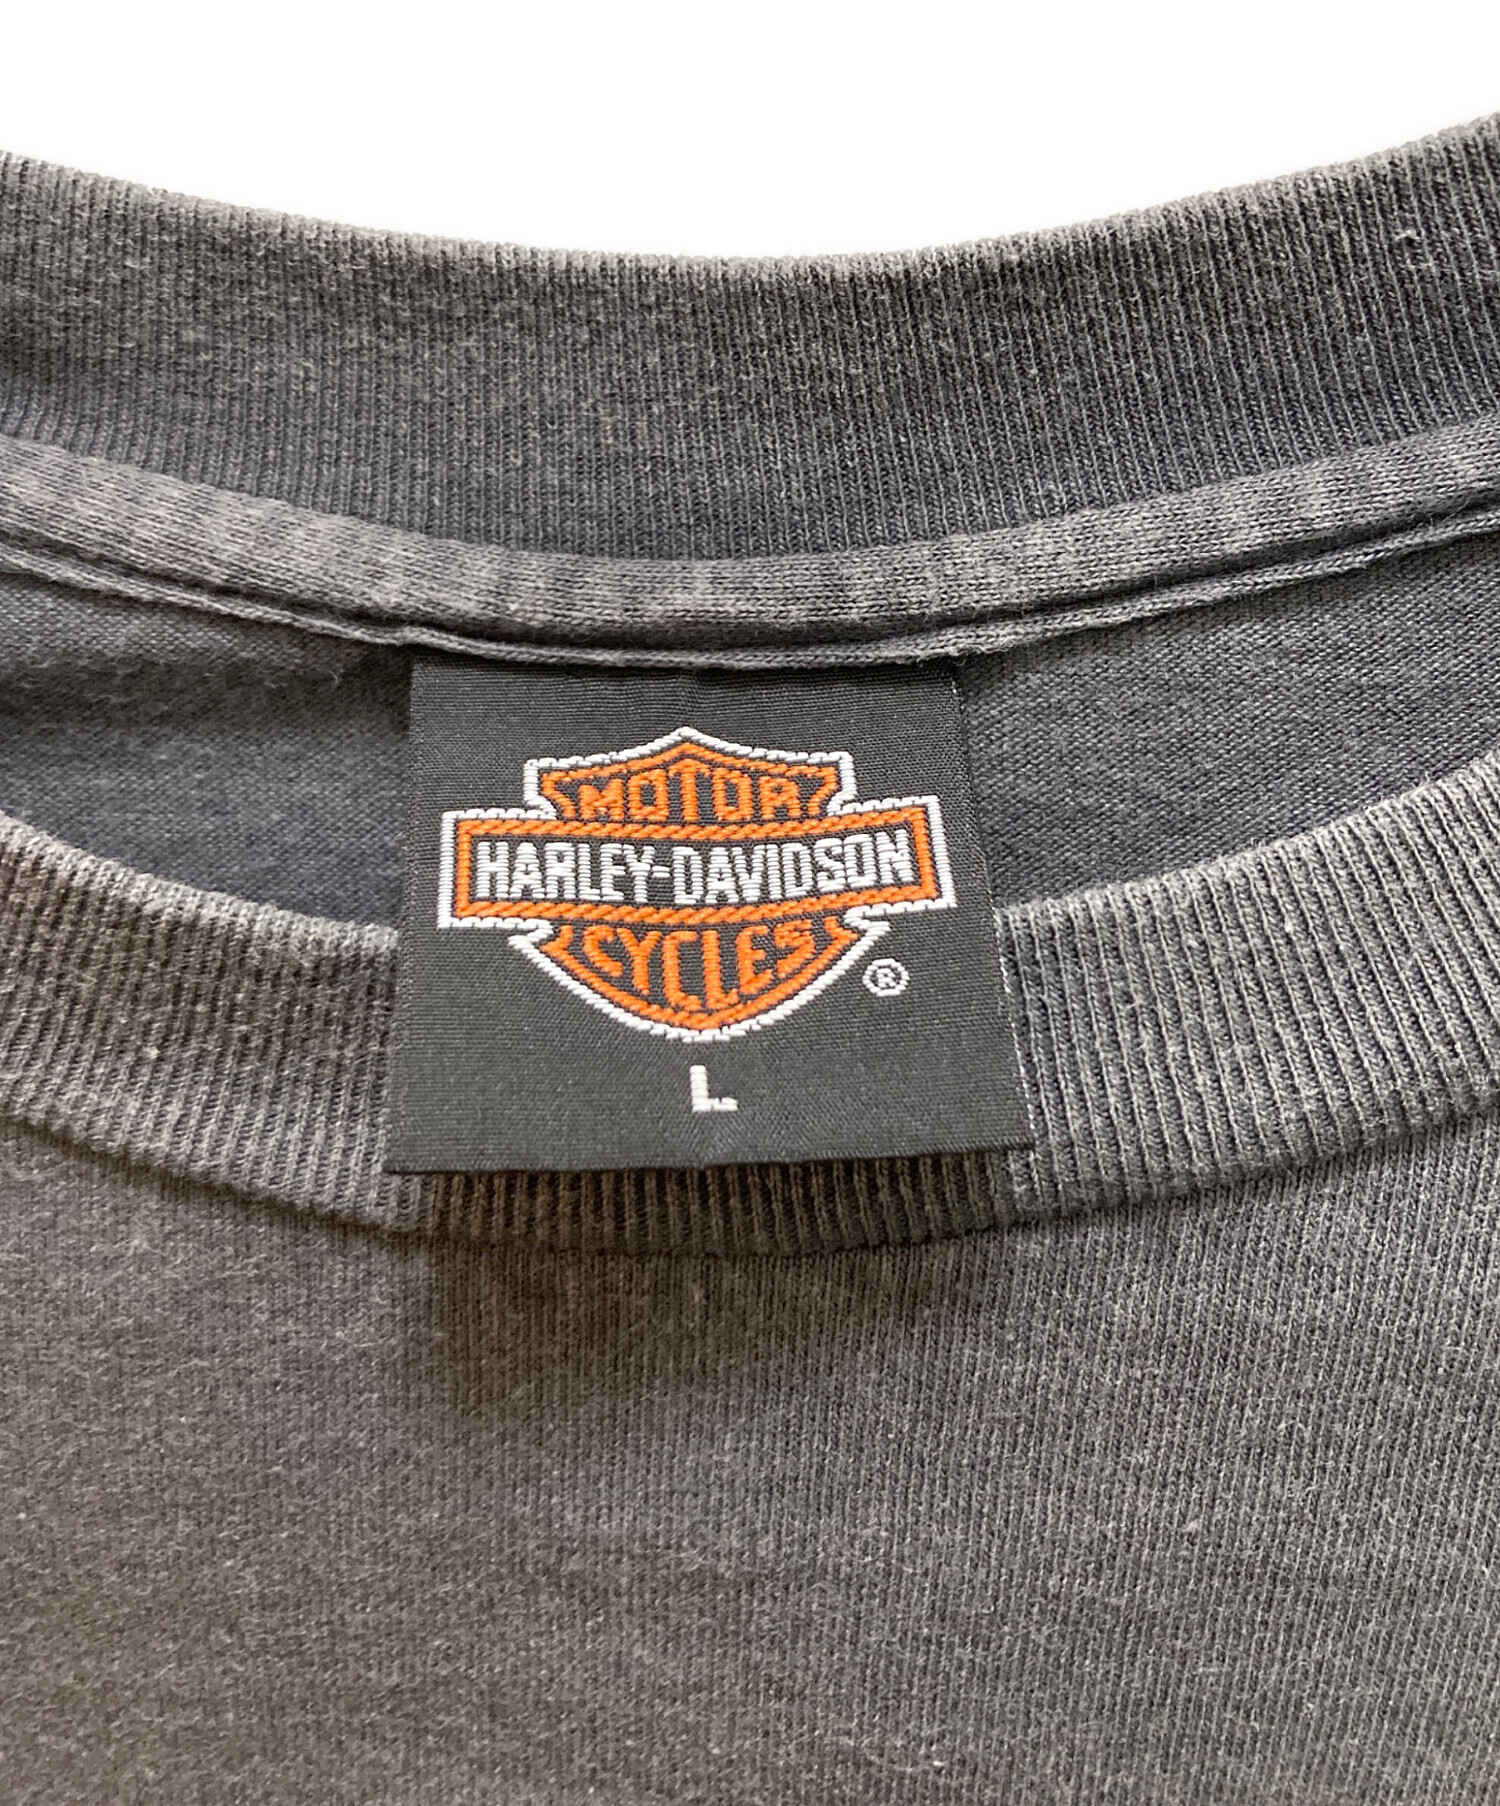 MOTOR
HARLEY-DAVIDSON
CYCLES
®
L